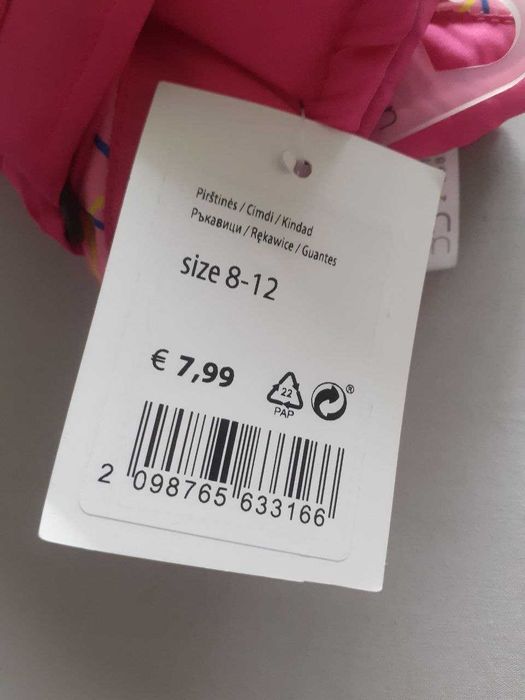 Pirštinės / Cimdi / Kindad
Ръкавици / Rękawice / Guantes
size 8-12
€ 7,99
22
PAP
®
2 098765 633166